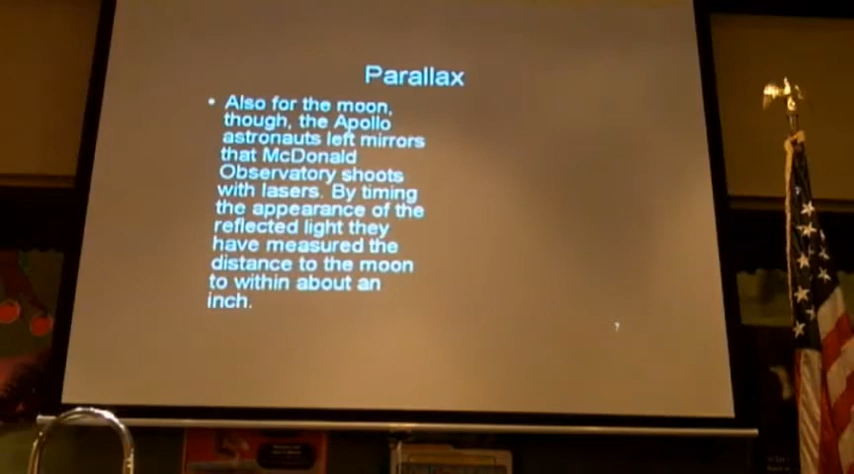 Parallax
• Also for the moon,
though, the Apollo
astronauts left mirrors
that McDonald
Observatory shoots
with lasers. By timing
the appearance of the
reflected light they
have measured the
distance to the moon
to within about an
inch.